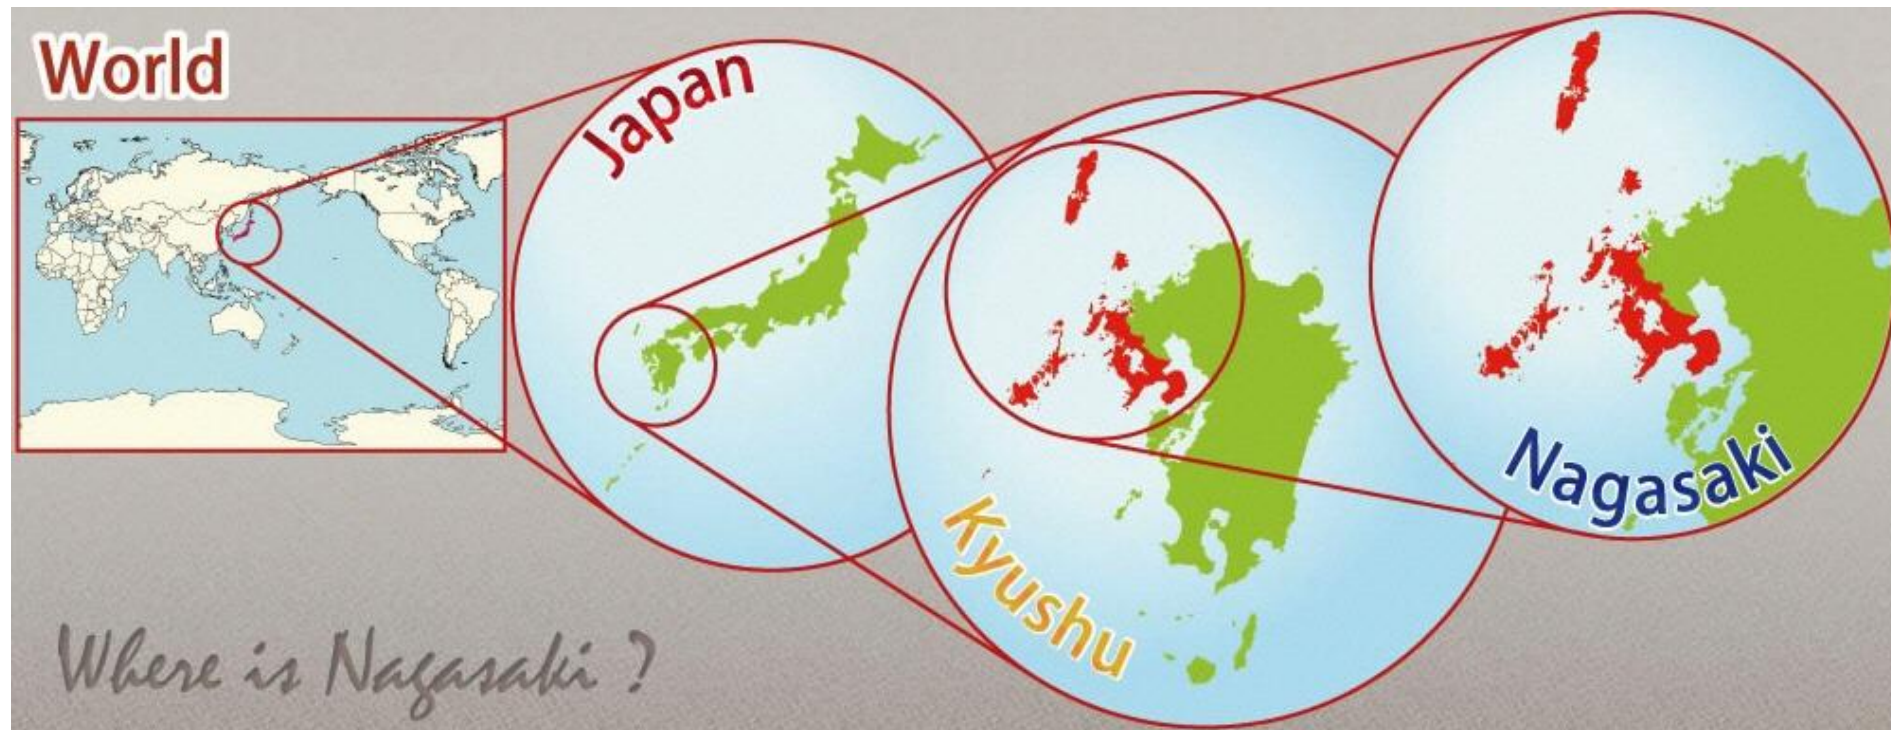 World
Japan
Kyushu
Nagasaki
Where is Nagasaki ?